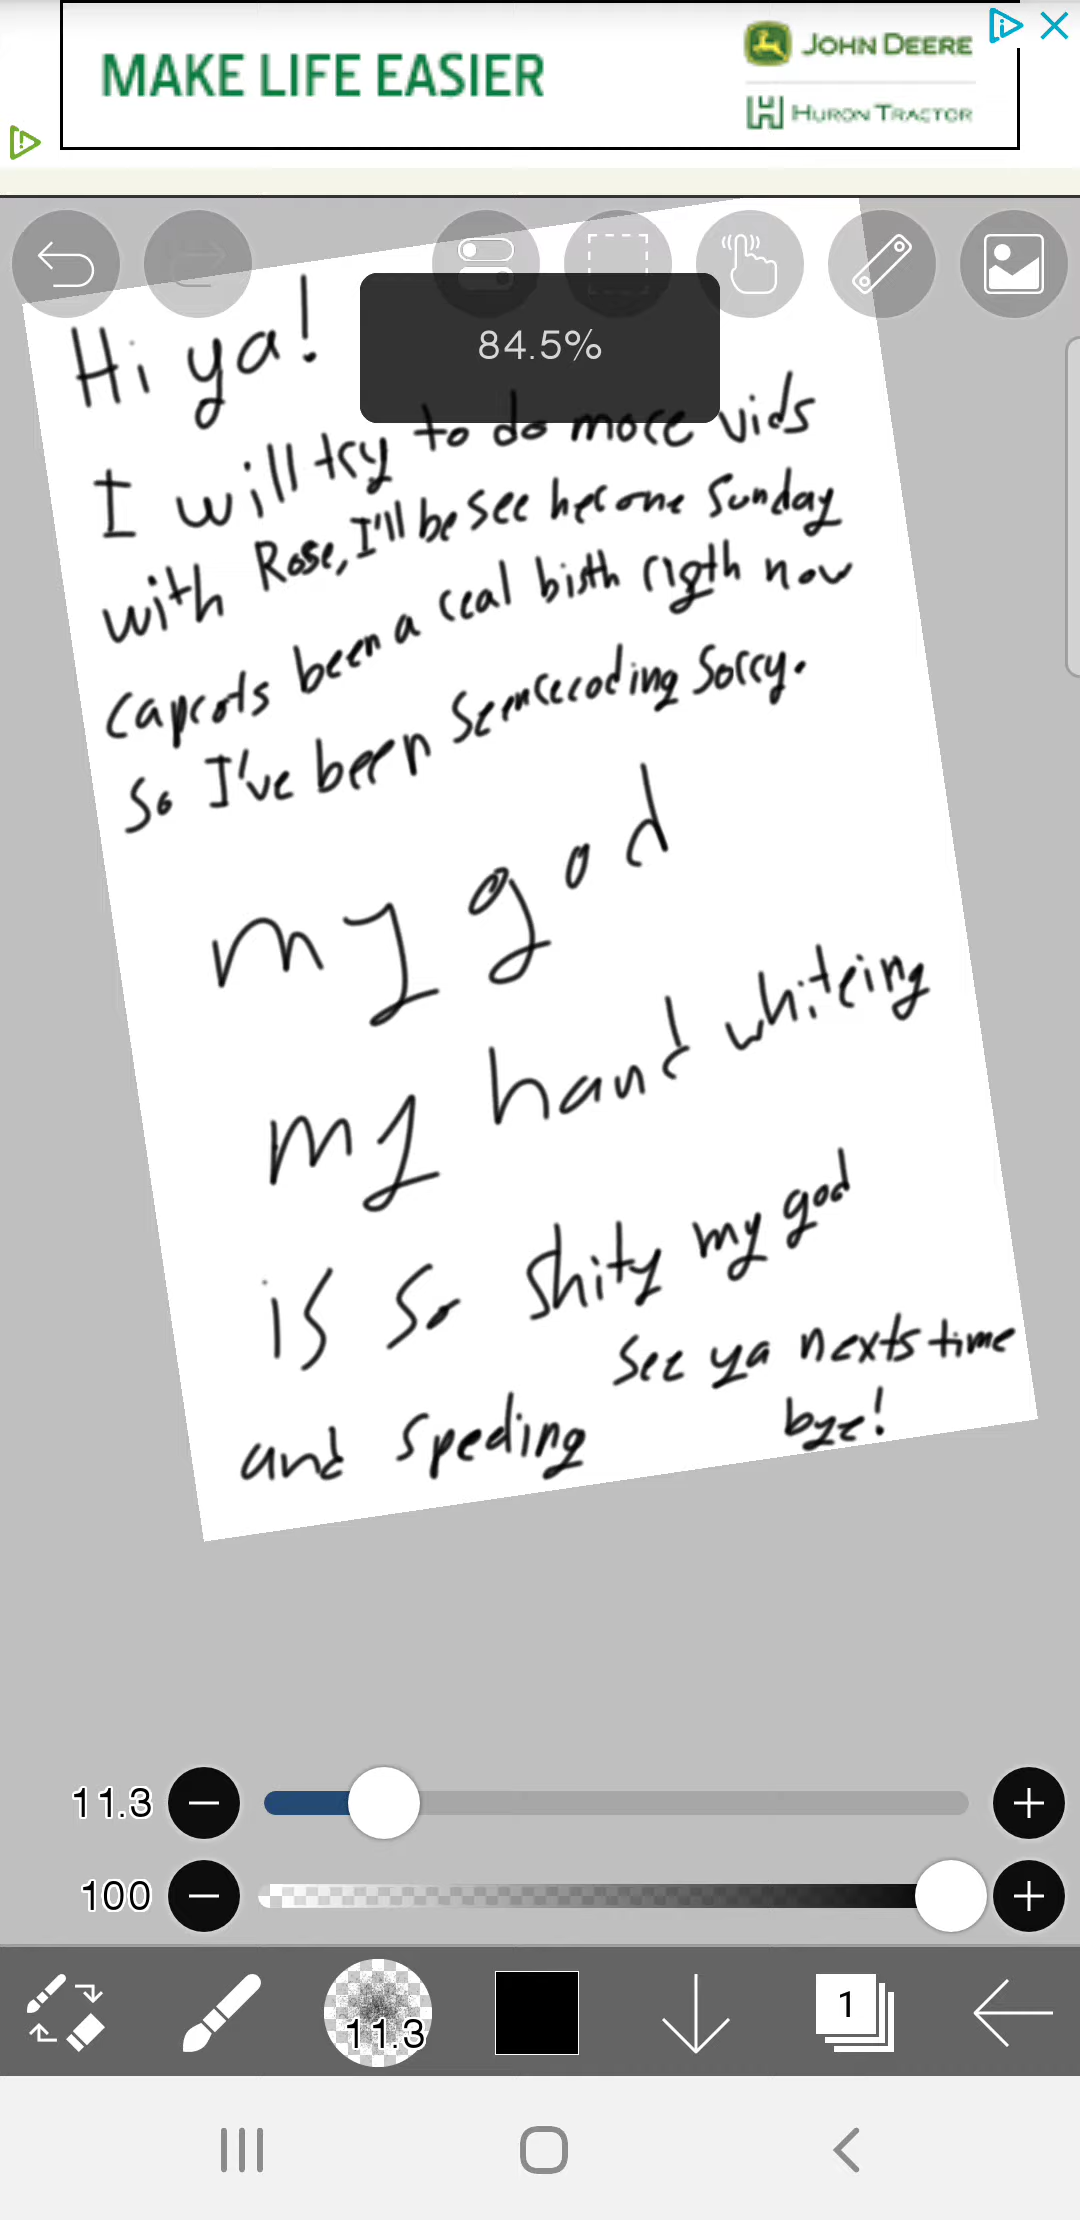 MAKE LIFE EASIER
JOHN DEERE
HURON TRACTOR
84.5%
Hi ya!
I will try to do more vids
with Rose, I'll be see her one Sunday
been a real bith rigth now
So I've been Sorry.
my god
my hand whiteing
is so shity my god
and speding
see ya nexts time
bye!
11.3
100
11.3
1